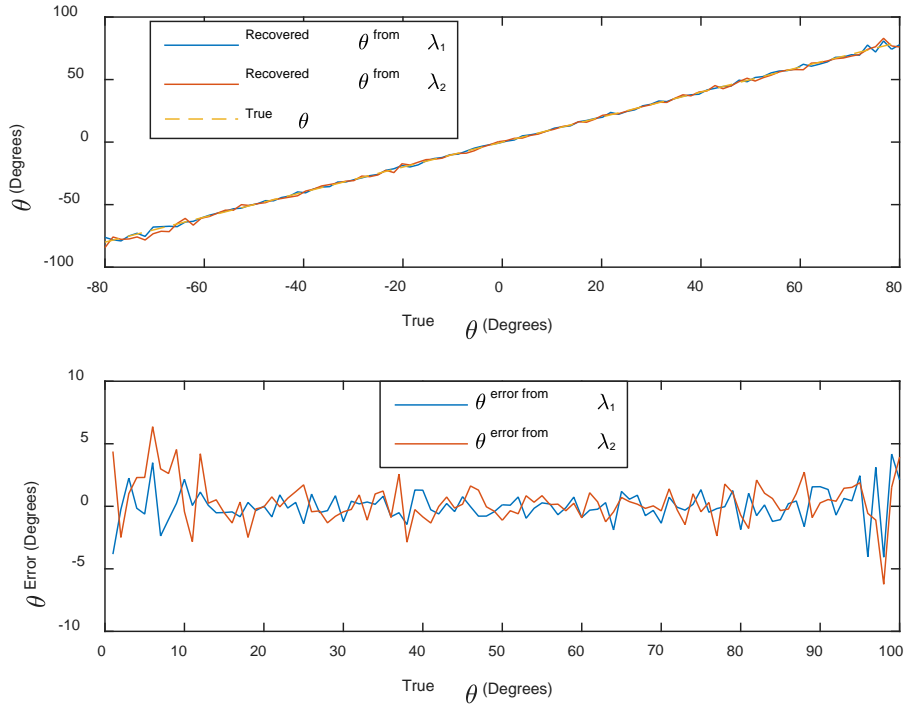 100
50
0
-50
-100
θ (Degrees)
Recovered θ from λ1
Recovered θ from λ2
True θ
-80 -60 -40 -20 0 20 40 60 80
True θ (Degrees)
10
5
0
-5
-10
θ Error (Degrees)
θ error from λ1
θ error from λ2
0 10 20 30 40 50 60 70 80 90 100
True θ (Degrees)